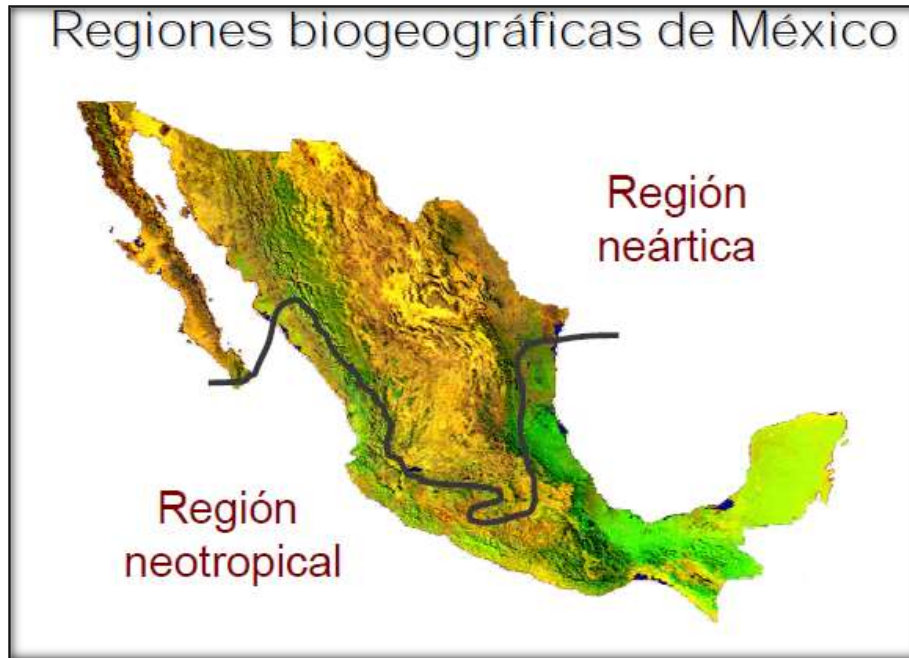 Regiones biogeográficas de México
Región
neártica
Región
neotropical